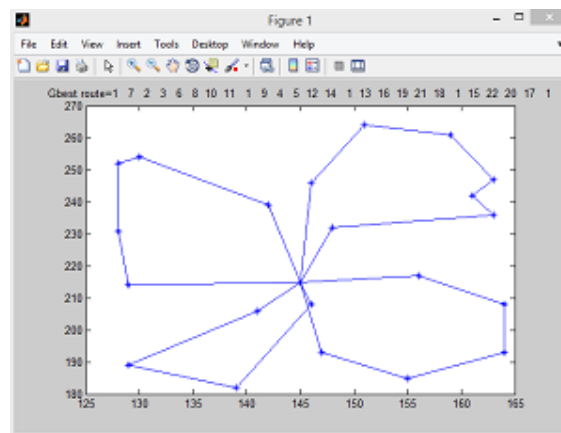 Figure 1
File Edit View Insert Tools Desktop Window Help
Gbest route=1 7 2 3 6 8 10 11 1 9 4 5 12 14 1 13 16 19 21 18 1 15 22 20 17 1
270
260
250
240
230
220
210
200
190
180
125 130 135 140 145 150 155 160 165